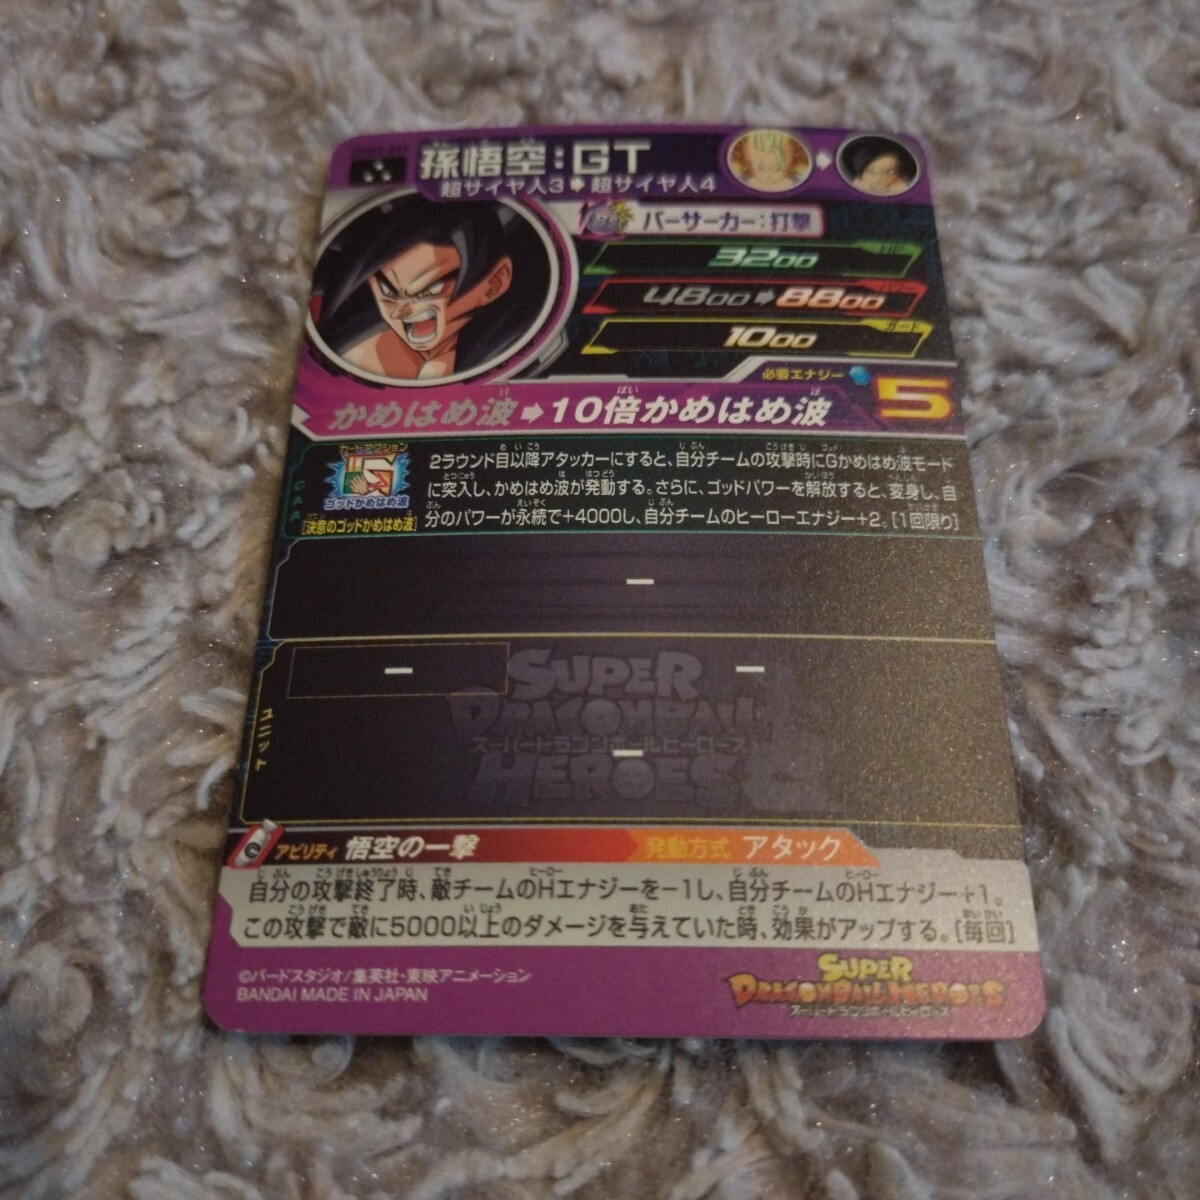 孫悟空:GT
超サイヤ人3➡超サイヤ人4
バーサーカー:打撃
3200
パワー
4800➡8800
ガード
1000
必要エナジー 5
かめはめ波➡10倍かめはめ波
CAA
カードアクション
ゴッドかめはめ波
[決意のゴッドかめはめ波]
2ラウンド目以降アタッカーにすると、自分チームの攻撃時にGかめはめ波モード
に突入し、かめはめ波が発動する。さらに、ゴッドパワーを解放すると、変身し、自
分のパワーが永続で+4000し、自分チームのヒーローエナジー+2。[1回限り]
ー
ユニット
ー
ー
ー
SUPER
DRAGONBALL
スーパードラゴンボールヒーローズ
HEROES
アビリティ 悟空の一撃 発動方式 アタック
自分の攻撃終了時、敵チームのHエナジーを-1し、自分チームのHエナジー+1。
この攻撃で敵に5000以上のダメージを与えていた時、効果がアップする。[毎回]
©バードスタジオ/集英社・東映アニメーション
BANDAI MADE IN JAPAN
SUPER
DRAGONBALL HEROES
スーパードラゴンボールヒーローズ